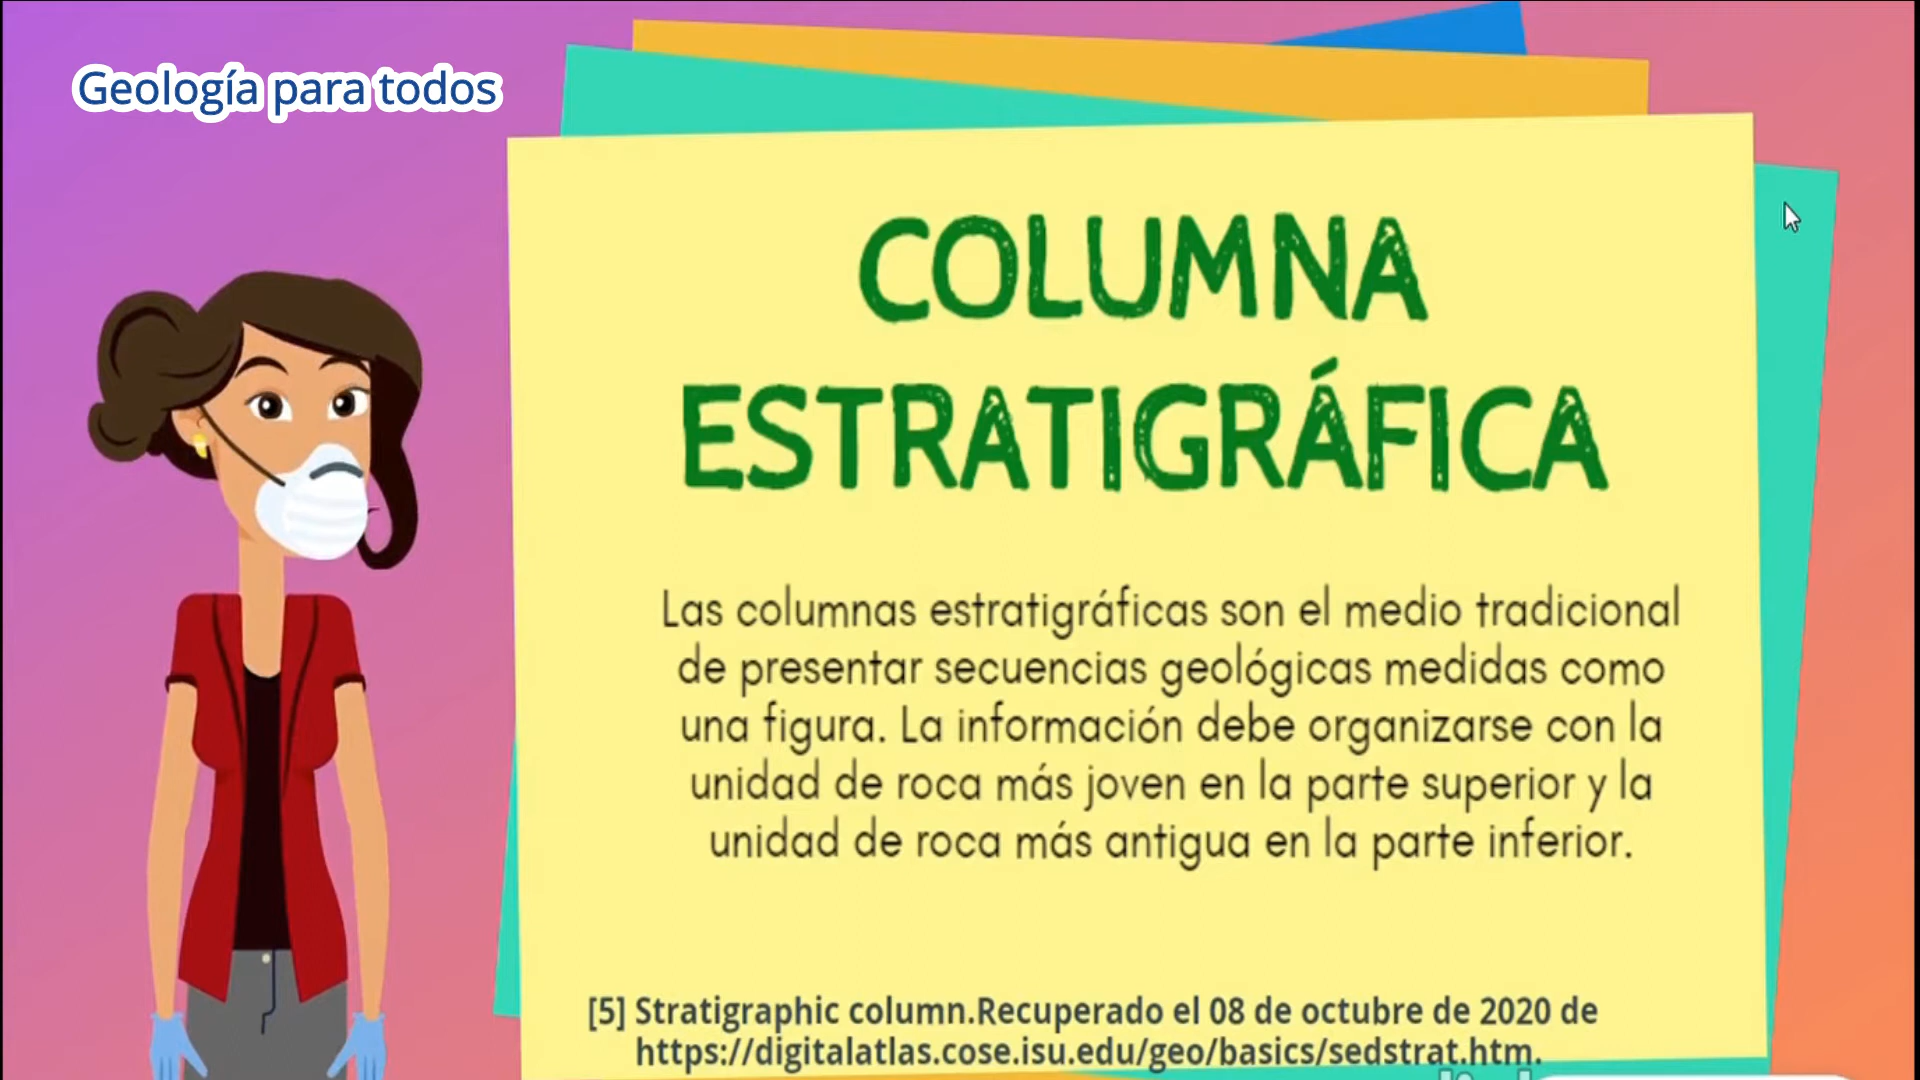 Geología para todos
COLUMNA
ESTRATIGRÁFICA
Las columnas estratigráficas son el medio tradicional
de presentar secuencias geológicas medidas como
una figura. La información debe organizarse con la
unidad de roca más joven en la parte superior y la
unidad de roca más antigua en la parte inferior.
[5] Stratigraphic column.Recuperado el 08 de octubre de 2020 de
https://digitalatlas.cose.isu.edu/geo/basics/sedstrat.htm.